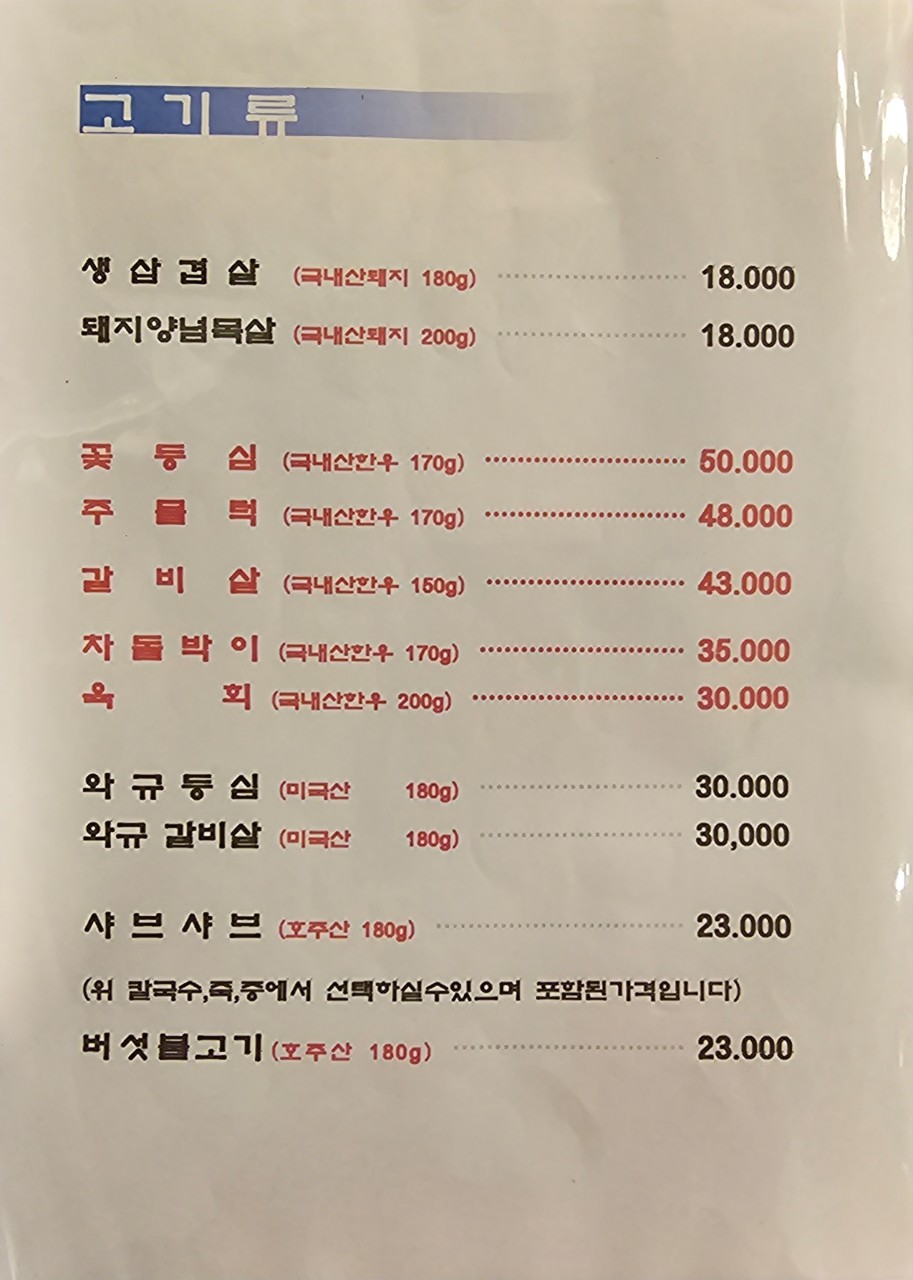 고기류
생삼겹살 (국내산돼지 180g) 18.000
돼지양념목살 (국내산돼지 200g) 18.000
꽃등심 (국내산한우 170g) 50.000
주물럭 (국내산한우 170g) 48.000
갈비살 (국내산한우 150g) 43.000
차돌박이 (국내산한우 170g) 35.000
육회 (국내산한우 200g) 30.000
와규등심 (미국산 180g) 30.000
와규 갈비살 (미국산 180g) 30,000
샤브샤브 (호주산 180g) 23.000
(위 칼국수,죽,중에서 선택하실수있으며 포함된가격입니다)
버섯불고기 (호주산 180g) 23.000